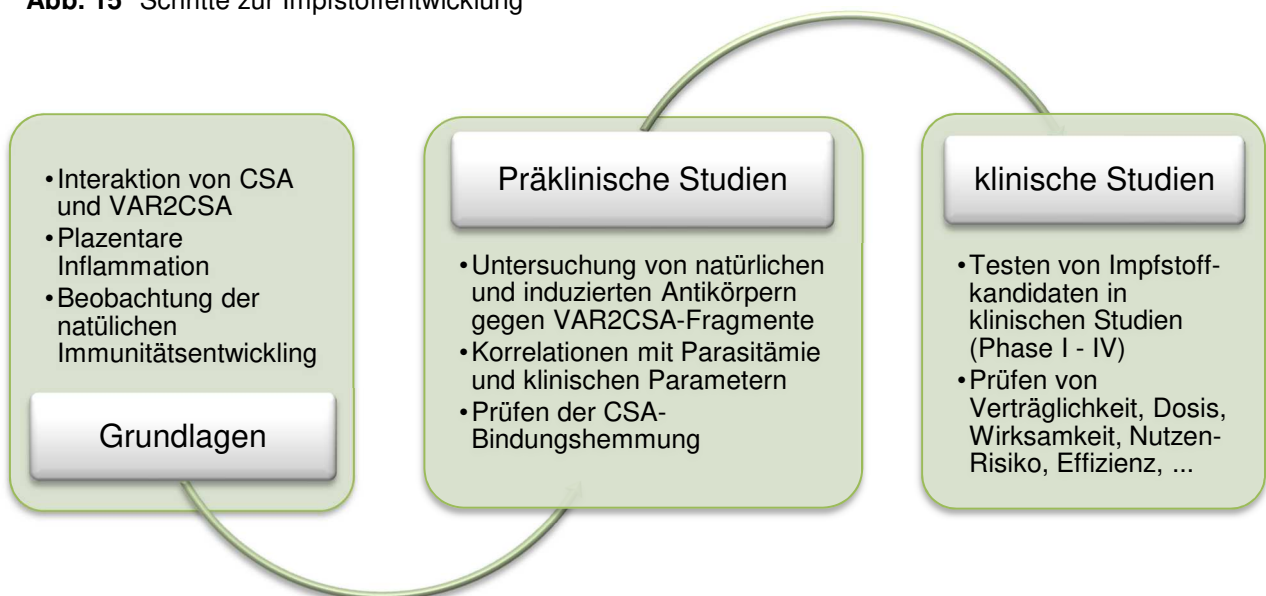 Abb. 15 Schritte zur Impfstoffentwicklung
•Interaktion von CSA
und VAR2CSA
•Plazentare
Inflammation
•Beobachtung der
natülichen
Immunitätsentwickling
Grundlagen
Präklinische Studien
•Untersuchung von natürlichen
und induzierten Antikörpern
gegen VAR2CSA-Fragmente
•Korrelationen mit Parasitämie
und klinischen Parametern
•Prüfen der CSA-
Bindungshemmung
klinische Studien
•Testen von Impfstoff-
kandidaten in
klinischen Studien
(Phase I - IV)
•Prüfen von
Verträglichkeit, Dosis,
Wirksamkeit, Nutzen-
Risiko, Effizienz, ...